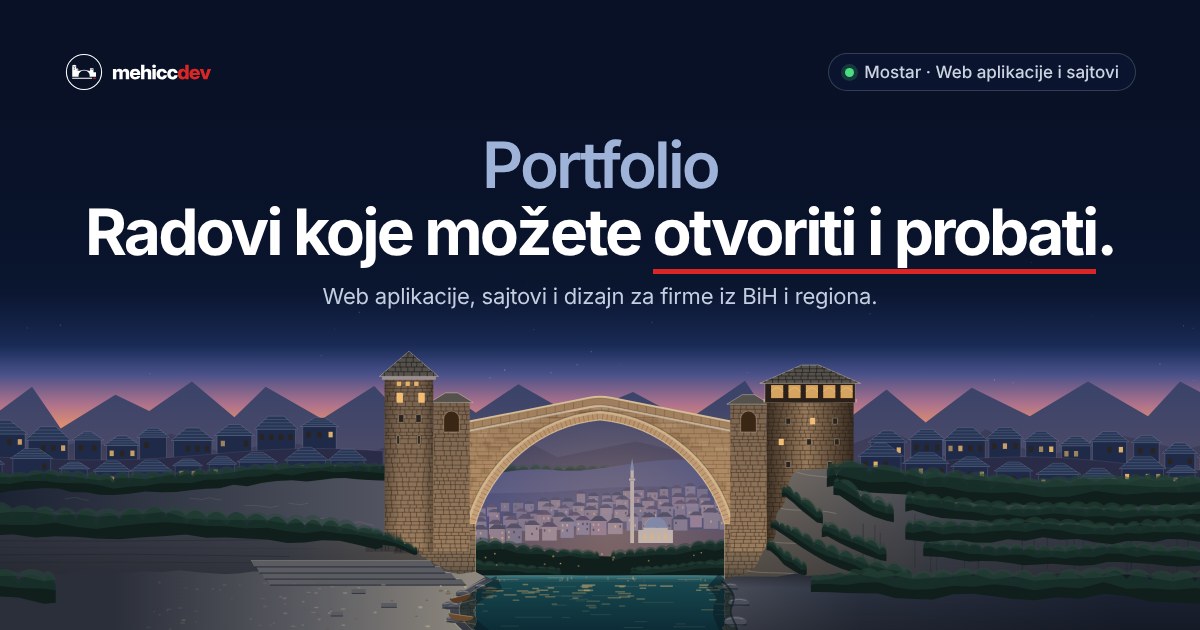 mehiccdev
Mostar · Web aplikacije i sajtovi
Portfolio
Radovi koje možete otvoriti i probati.
Web aplikacije, sajtovi i dizajn za firme iz BiH i regiona.